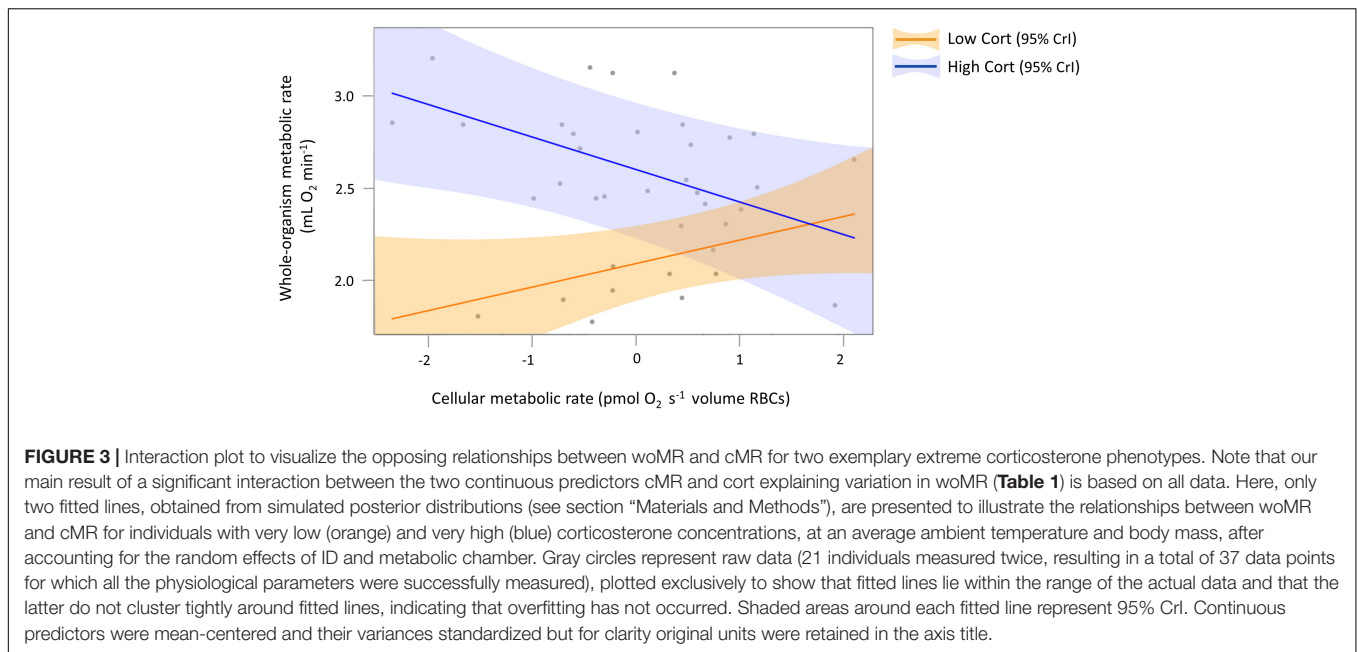 Low Cort (95% CrI)
High Cort (95% CrI)
Whole-organism metabolic rate
(mL O₂ min⁻¹)
3.0
2.5
2.0
-2 -1 0 1 2
Cellular metabolic rate (pmol O₂ s⁻¹ volume RBCs)
FIGURE 3 | Interaction plot to visualize the opposing relationships between woMR and cMR for two exemplary extreme corticosterone phenotypes. Note that our
main result of a significant interaction between the two continuous predictors cMR and cort explaining variation in woMR (Table 1) is based on all data. Here, only
two fitted lines, obtained from simulated posterior distributions (see section “Materials and Methods”), are presented to illustrate the relationships between woMR
and cMR for individuals with very low (orange) and very high (blue) corticosterone concentrations, at an average ambient temperature and body mass, after
accounting for the random effects of ID and metabolic chamber. Gray circles represent raw data (21 individuals measured twice, resulting in a total of 37 data points
for which all the physiological parameters were successfully measured), plotted exclusively to show that fitted lines lie within the range of the actual data and that the
latter do not cluster tightly around fitted lines, indicating that overfitting has not occurred. Shaded areas around each fitted line represent 95% CrI. Continuous
predictors were mean-centered and their variances standardized but for clarity original units were retained in the axis title.